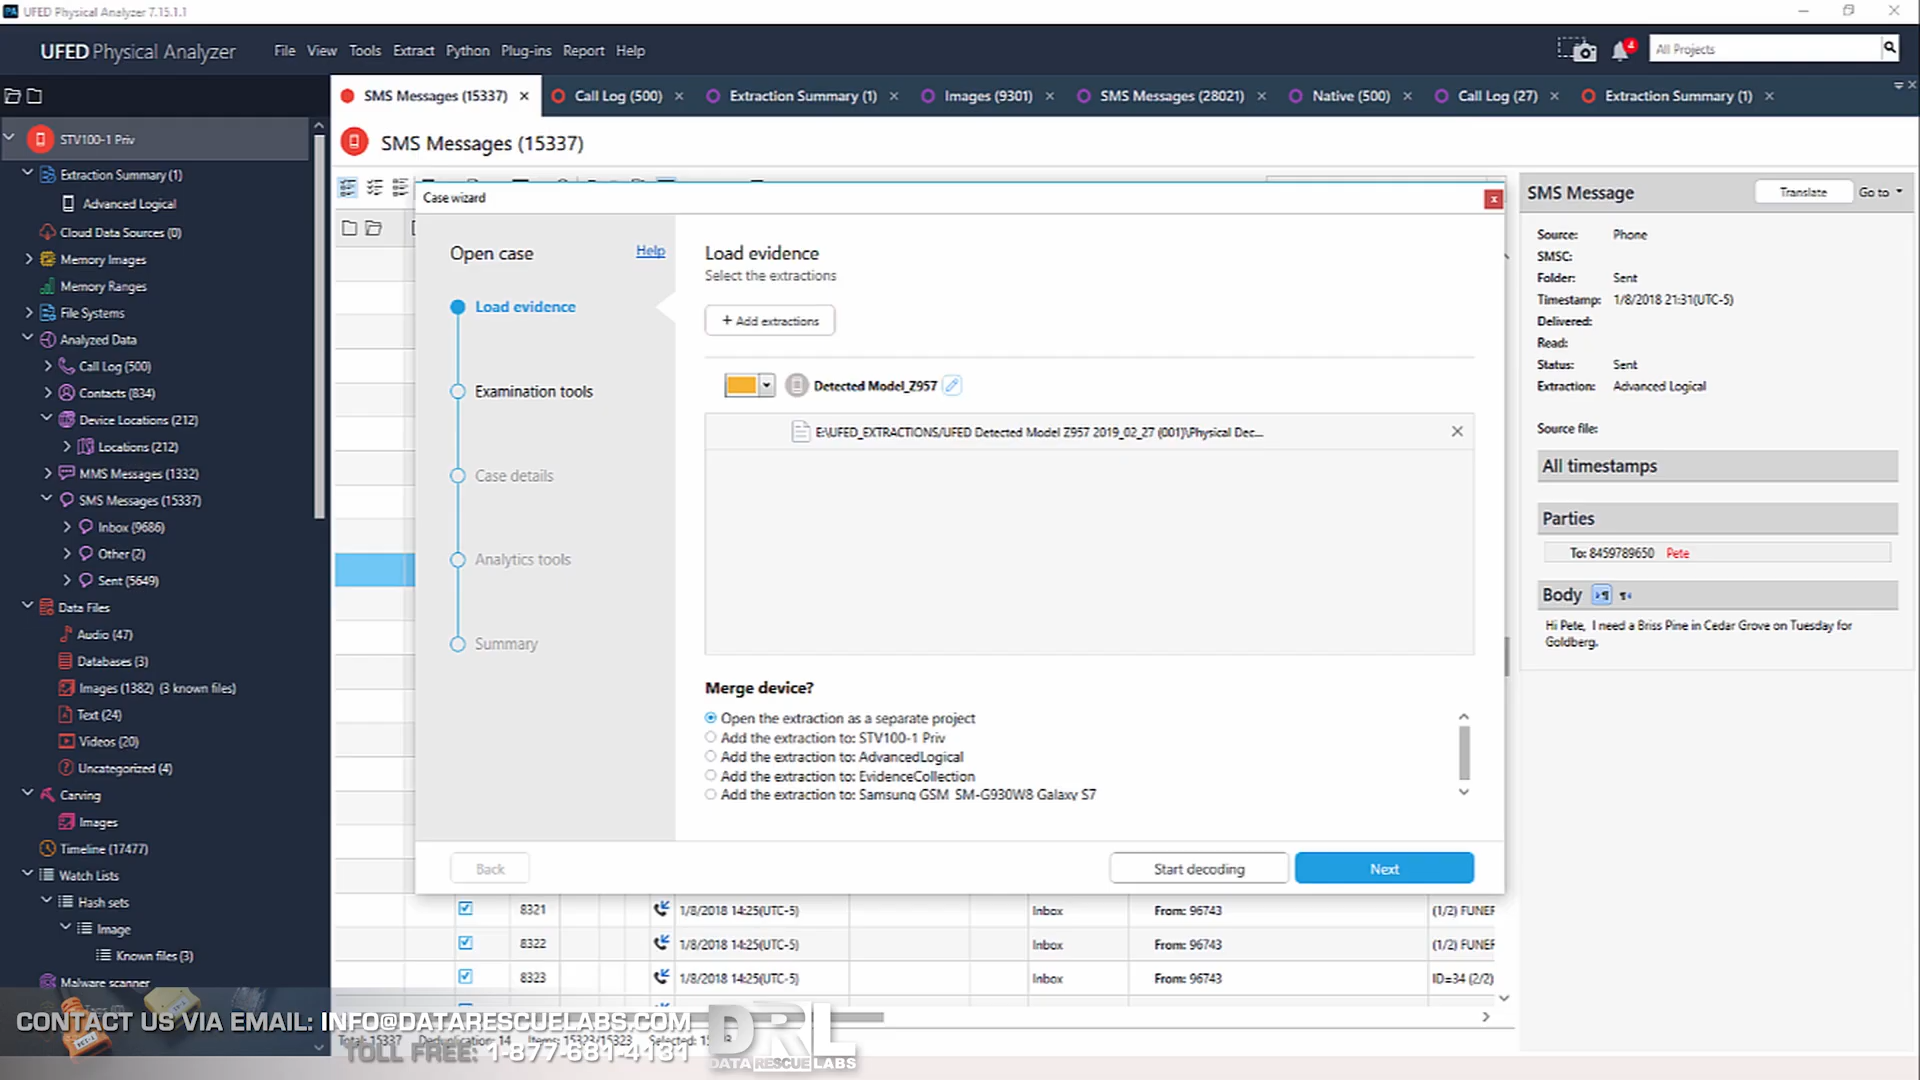 UFED Physical Analyzer 7.15.1.1
UFED Physical Analyzer
File View Tools Extract Python Plug-ins Report Help
4
All Projects
SMS Messages (15337)
Call Log (500)
Extraction Summary (1)
Images (9301)
SMS Messages (28021)
Native (500)
Call Log (27)
Extraction Summary (1)
STV100-1 Priv
Extraction Summary (1)
Advanced Logical
Cloud Data Sources (0)
Memory Images
Memory Ranges
File Systems
Analyzed Data
Call Log (500)
Contacts (834)
Device Locations (212)
Locations (212)
MMS Messages (1332)
SMS Messages (15337)
Inbox (9686)
Other (2)
Sent (5649)
Data Files
Audio (47)
Databases (3)
Images (1382) (3 known files)
Text (24)
Videos (20)
Uncategorized (4)
Carving
Images
Timeline (17477)
Watch Lists
Hash sets
Image
Known files (3)
Malware scanner
SMS Messages (15337)
Case wizard
Open case
Help
Load evidence
Examination tools
Case details
Analytics tools
Summary
Load evidence
Select the extractions
+ Add extractions
Detected Model_Z957
E:\UFED_EXTRACTIONS/UFED Detected Model Z957 2019_02_27 (001)\Physical Dec...
Merge device?
Open the extraction as a separate project
Add the extraction to: STV100-1 Priv
Add the extraction to: AdvancedLogical
Add the extraction to: EvidenceCollection
Add the extraction to: Samsung GSM_SM-G930W8 Galaxy S7
Back
Start decoding
Next
8321 1/8/2018 14:25(UTC-5) Inbox From: 96743 (1/2) FUNER
8322 1/8/2018 14:25(UTC-5) Inbox From: 96743 (1/2) FUNER
8323 1/8/2018 14:25(UTC-5) Inbox From: 96743 ID=34 (2/2)
Total: 15337 Deduplication: 14 Items: 15323/15323 Selected:
SMS Message
Translate
Go to
Source: Phone
SMSC:
Folder: Sent
Timestamp: 1/8/2018 21:31(UTC-5)
Delivered:
Read:
Status: Sent
Extraction: Advanced Logical
Source file:
All timestamps
Parties
To: 8459789650 Pete
Body
Hi Pete, I need a Briss Pine in Cedar Grove on Tuesday for
Goldberg.
CONTACT US VIA EMAIL: INFO@DATARESCUELABS.COM
TOLL FREE: 1-877-681-4131
DRL
DATA RESCUE LABS